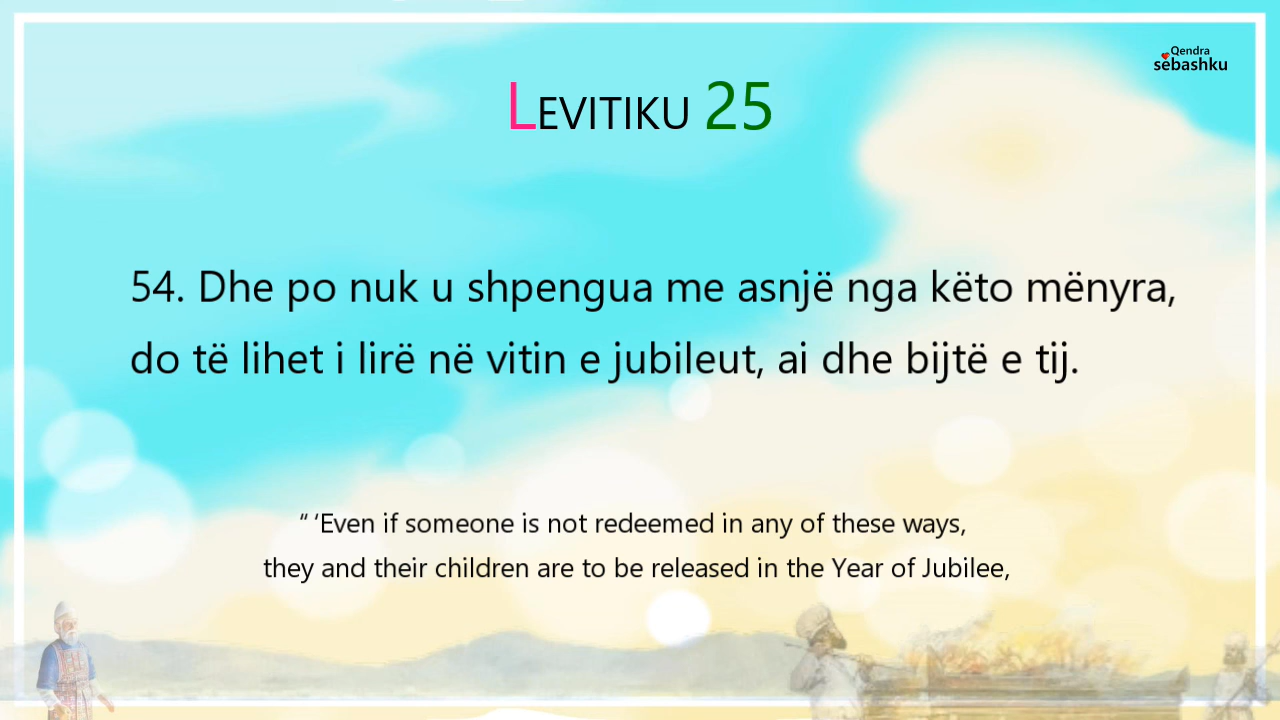 Qendra
sëbashku
LEVITIKU 25
54. Dhe po nuk u shpengua me asnjë nga këto mënyra,
do të lihet i lirë në vitin e jubileut, ai dhe bijtë e tij.
“ ‘Even if someone is not redeemed in any of these ways,
they and their children are to be released in the Year of Jubilee,